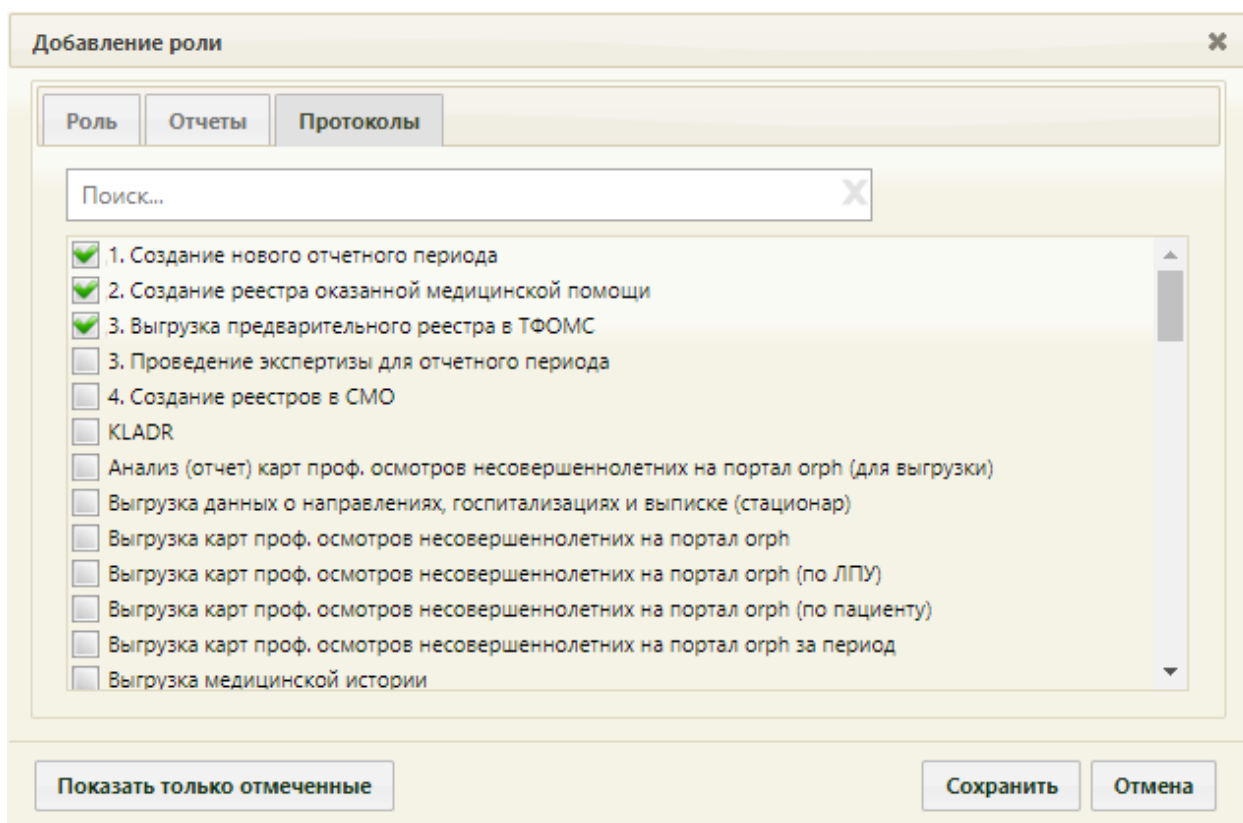 Добавление роли
Роль Отчеты Протоколы
Поиск...
1. Создание нового отчетного периода
2. Создание реестра оказанной медицинской помощи
3. Выгрузка предварительного реестра в ТФОМС
3. Проведение экспертизы для отчетного периода
4. Создание реестров в СМО
KLADR
Анализ (отчет) карт проф. осмотров несовершеннолетних на портал orph (для выгрузки)
Выгрузка данных о направлениях, госпитализациях и выписке (стационар)
Выгрузка карт проф. осмотров несовершеннолетних на портал orph
Выгрузка карт проф. осмотров несовершеннолетних на портал orph (по ЛПУ)
Выгрузка карт проф. осмотров несовершеннолетних на портал orph (по пациенту)
Выгрузка карт проф. осмотров несовершеннолетних на портал orph за период
Выгрузка медицинской истории
Показать только отмеченные Сохранить Отмена